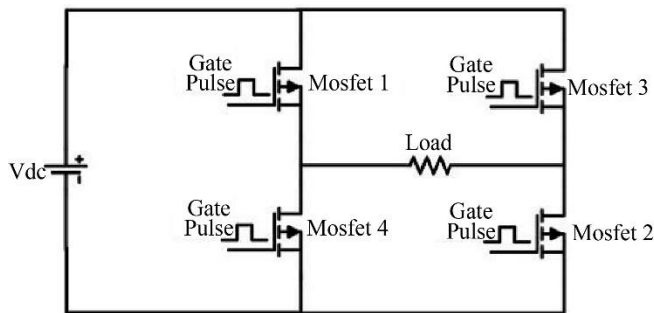 Gate
Pulse
Mosfet 1
Gate
Pulse
Mosfet 3
Load
Vdc
+
-
Gate
Pulse
Mosfet 4
Gate
Pulse
Mosfet 2